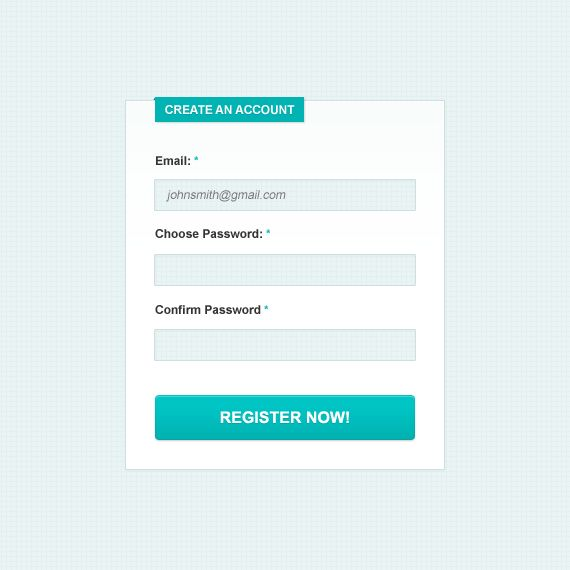 CREATE AN ACCOUNT
Email: *
johnsmith@gmail.com
Choose Password: *
Confirm Password *
REGISTER NOW!